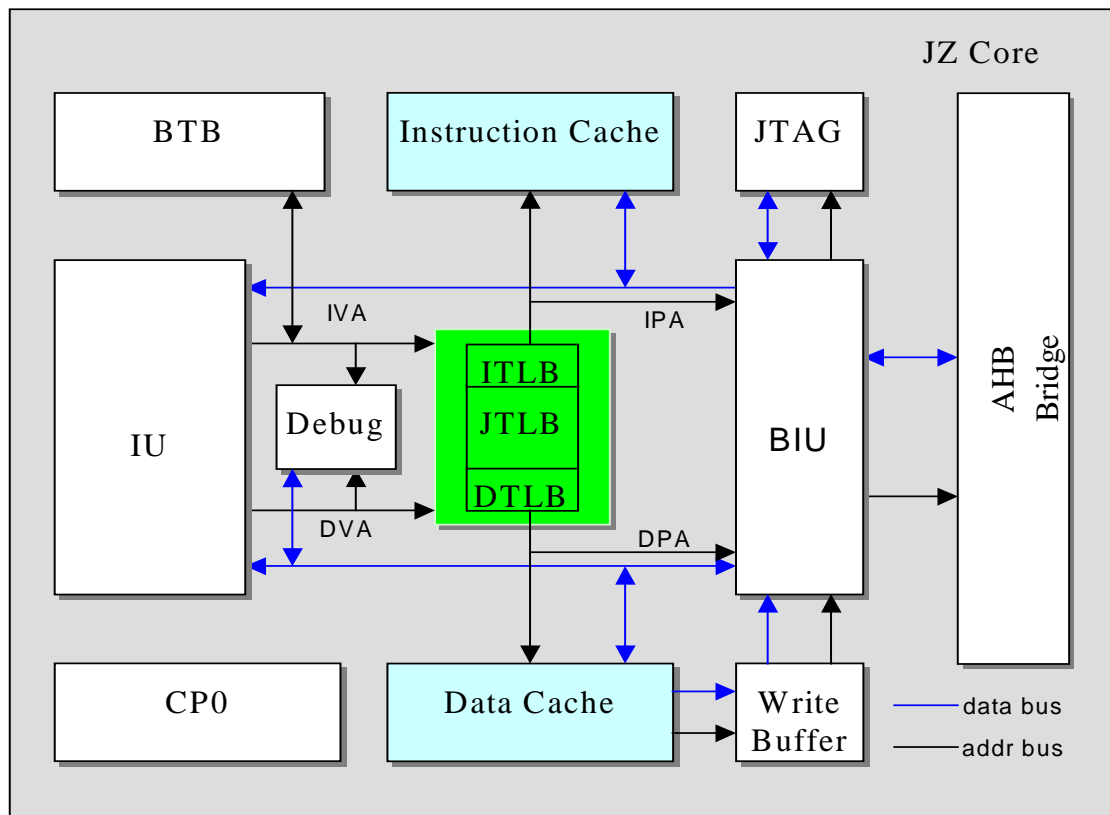 JZ Core
BTB
Instruction Cache
JTAG
IVA
IPA
ITLB
JTLB
DTLB
Debug
IU
BIU
AHB
Bridge
DVA
DPA
CP0
Data Cache
Write
Buffer
data bus
addr bus